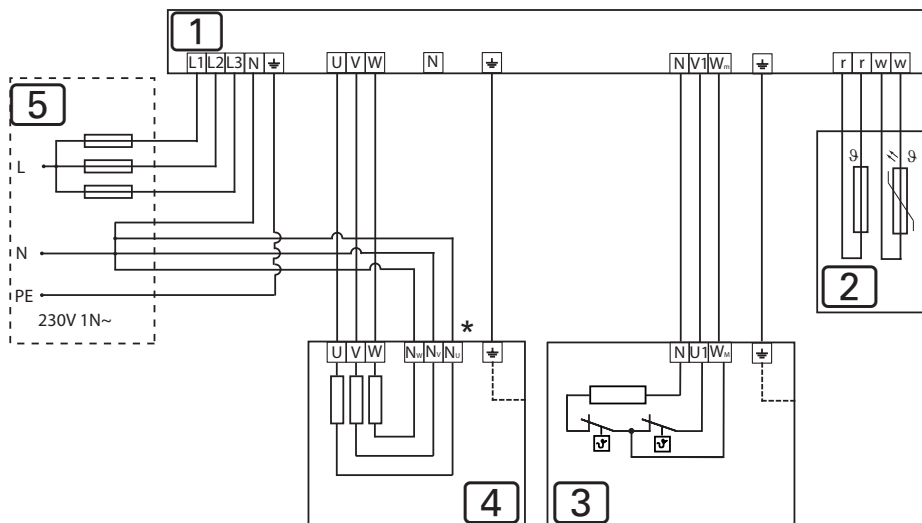 1
L1 L2 L3 N U V W N N V1 Wm r r w w
5
L
N
PE
230V 1N~
2
ϑ ϑ
*
U V W NW NV NU N U1 WM
ϑ ϑ
4
3